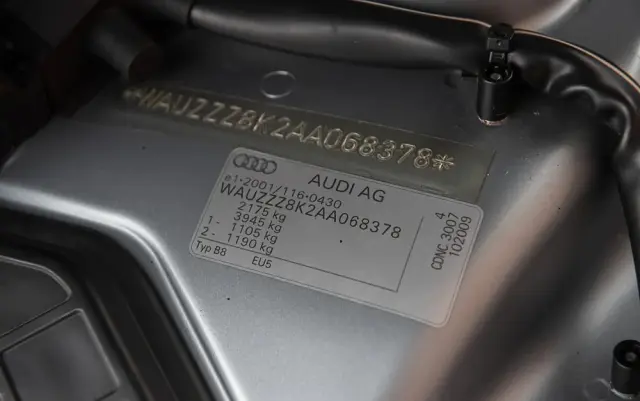 *WAUZZZ8K2AA068378*
AUDI AG
e1*2001/116*0430
WAUZZZ8K2AA068378
2175 kg
3945 kg
1- 1105 kg
2- 1190 kg
Typ B8 EU5
4
CDNC 3007
102009